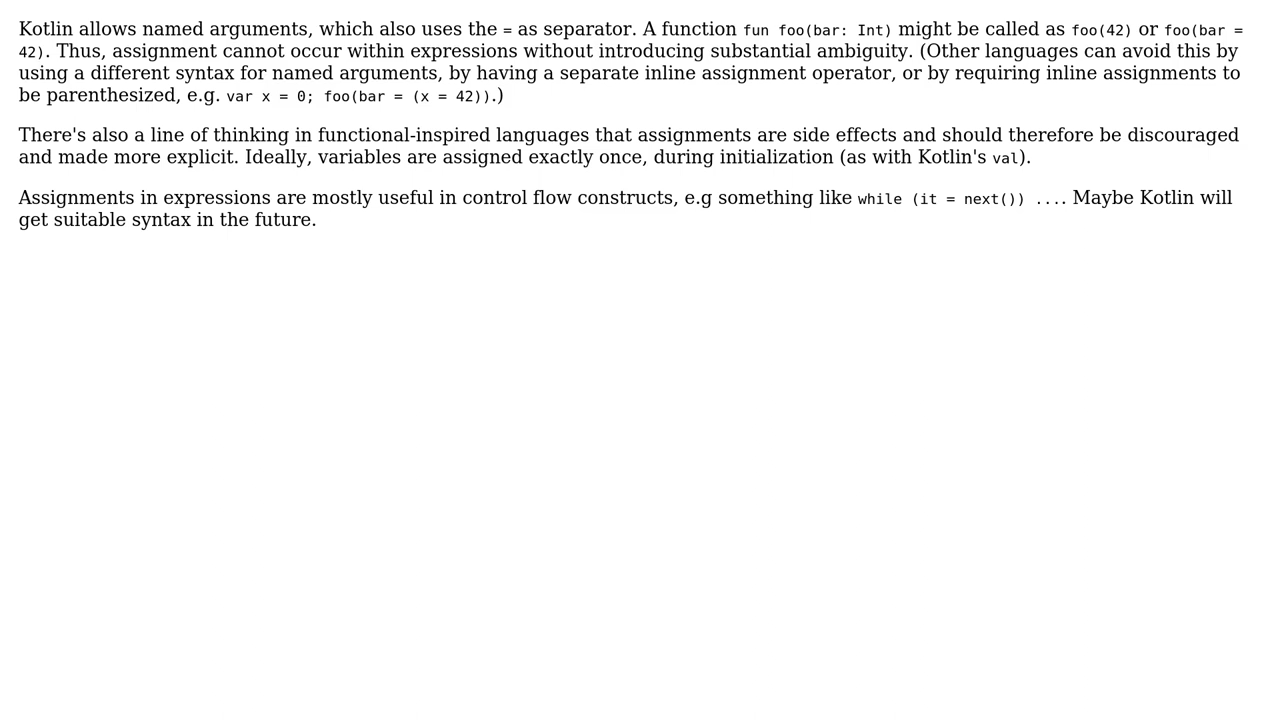 Kotlin allows named arguments, which also uses the = as separator. A function fun foo(bar: Int) might be called as foo(42) or foo(bar =
42). Thus, assignment cannot occur within expressions without introducing substantial ambiguity. (Other languages can avoid this by
using a different syntax for named arguments, by having a separate inline assignment operator, or by requiring inline assignments to
be parenthesized, e.g. var x = 0; foo(bar = (x = 42)).)
There's also a line of thinking in functional-inspired languages that assignments are side effects and should therefore be discouraged
and made more explicit. Ideally, variables are assigned exactly once, during initialization (as with Kotlin's val).
Assignments in expressions are mostly useful in control flow constructs, e.g something like while (it = next()) .... Maybe Kotlin will
get suitable syntax in the future.